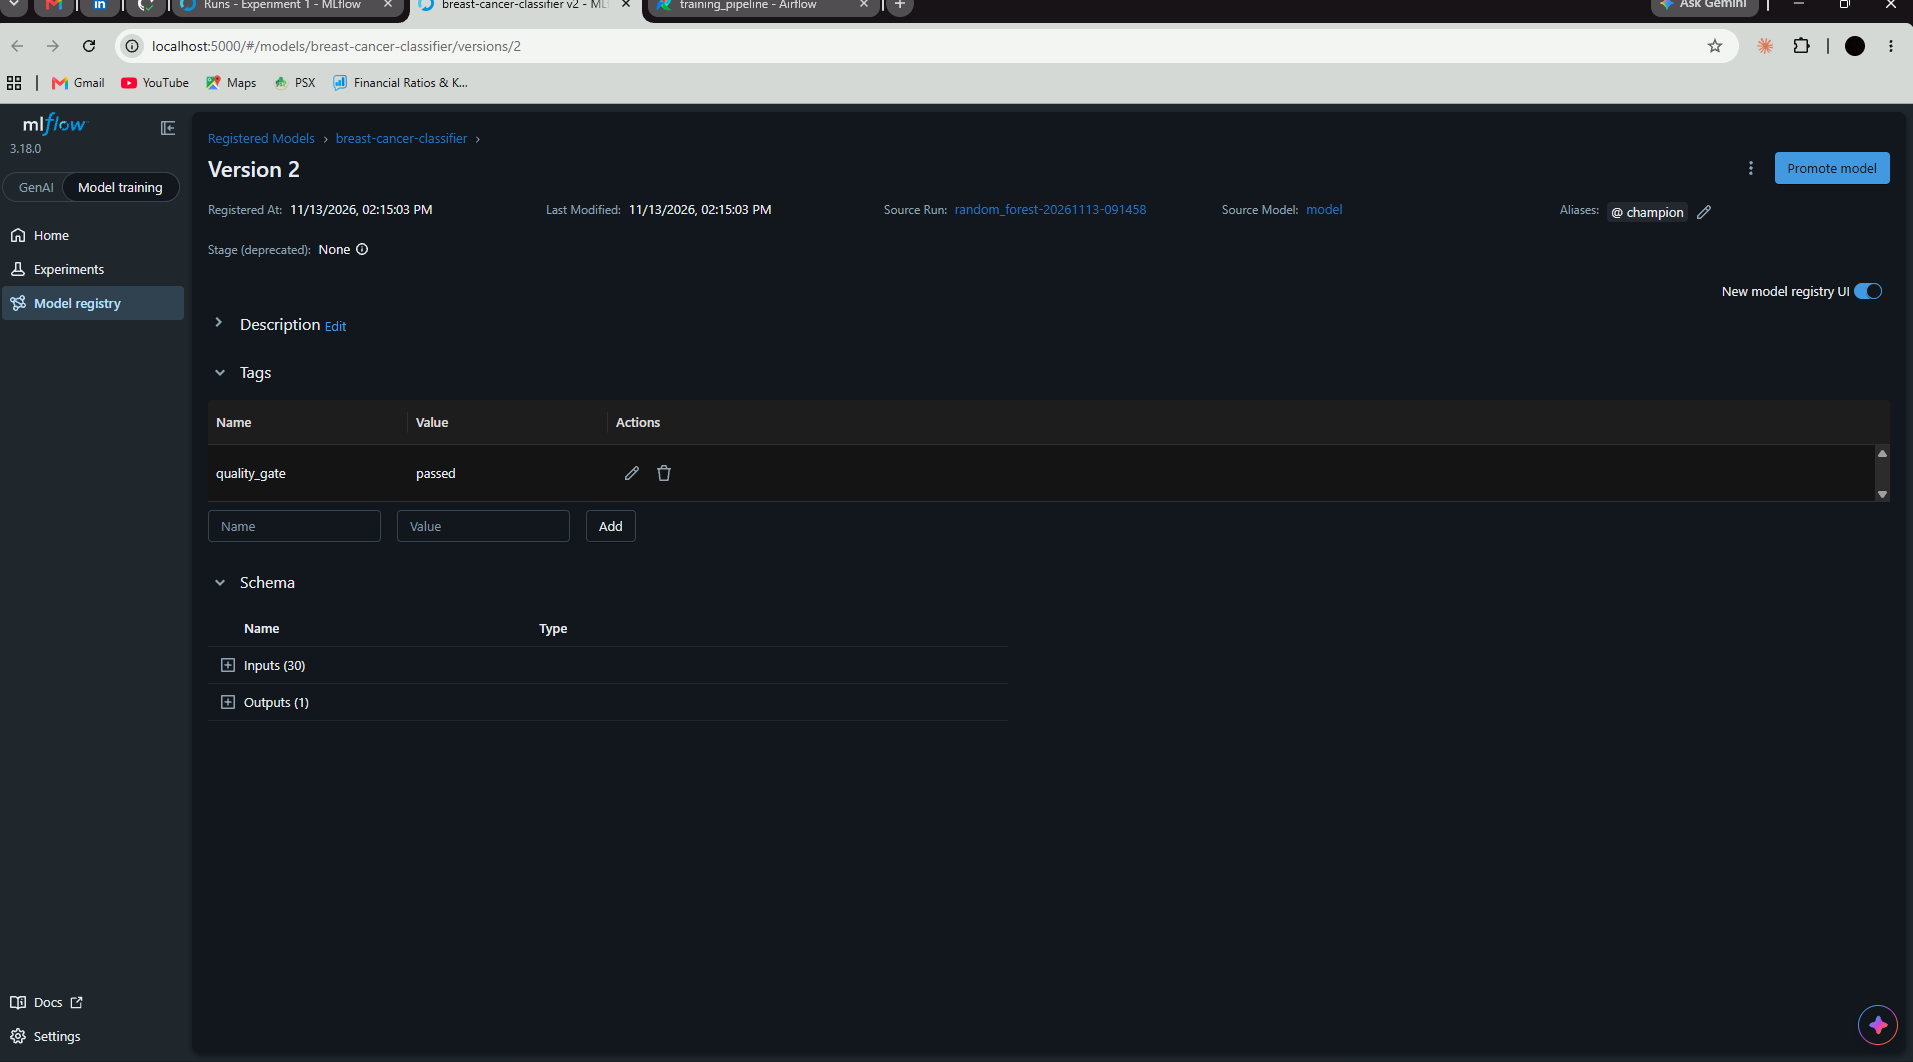 Runs - Experiment 1 - MLflow
breast-cancer-classifier v2 - ML
training_pipeline - Airflow
Ask Gemini
localhost:5000/#/models/breast-cancer-classifier/versions/2
Gmail
YouTube
Maps
PSX
Financial Ratios & K...
mlflow
3.18.0
GenAI
Model training
Home
Experiments
Model registry
Docs
Settings
Registered Models › breast-cancer-classifier ›
Version 2
Promote model
Registered At: 11/13/2026, 02:15:03 PM
Last Modified: 11/13/2026, 02:15:03 PM
Source Run: random_forest-20261113-091458
Source Model: model
Aliases: @ champion
Stage (deprecated): None
New model registry UI
Description Edit
Tags
Name Value Actions
quality_gate passed
Name Value Add
Schema
Name Type
Inputs (30)
Outputs (1)